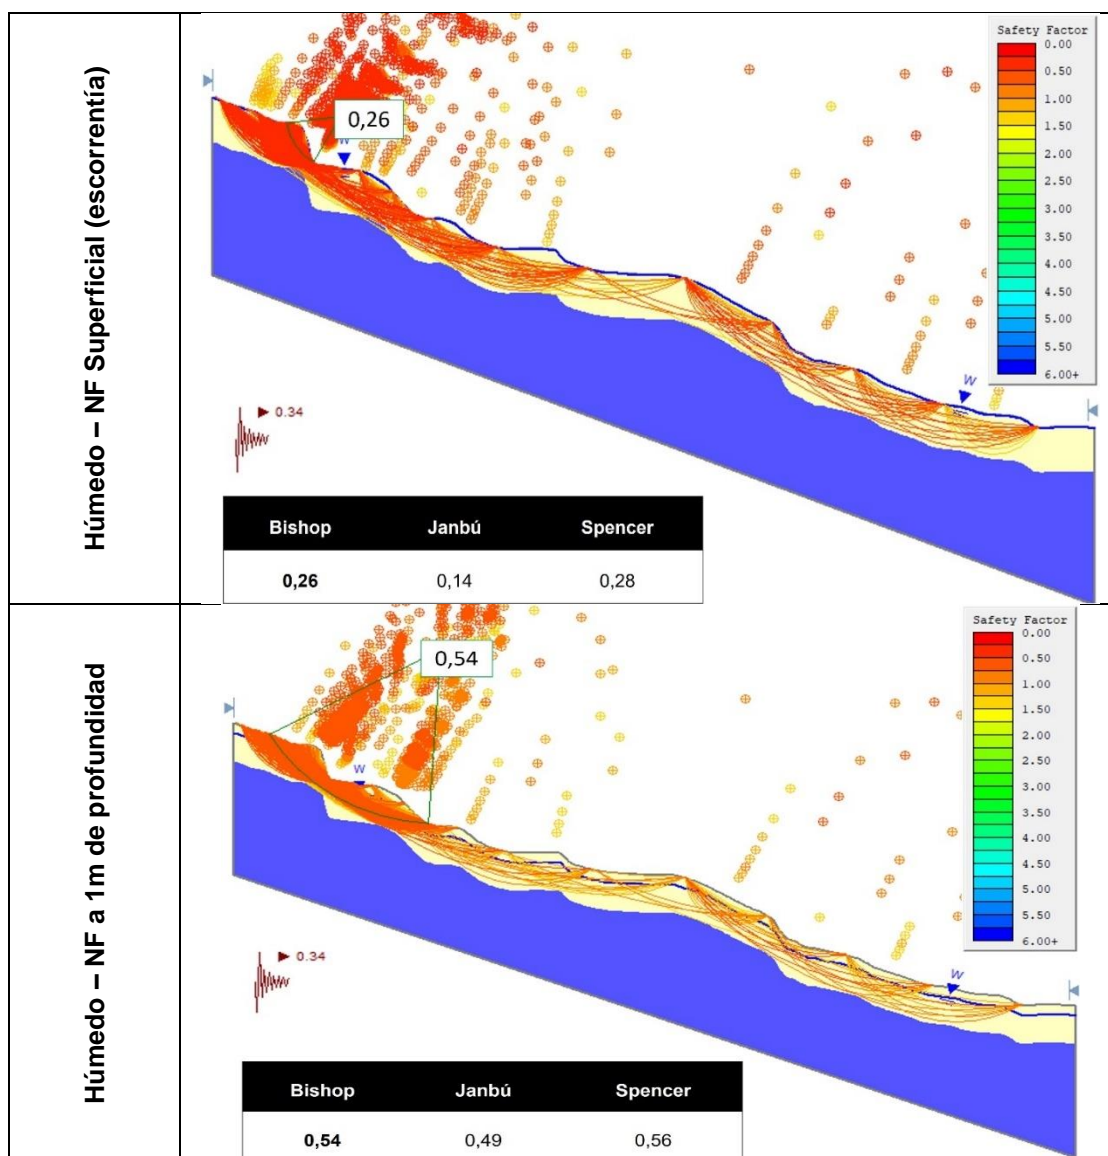 Húmedo – NF Superficial (escorrentía)
0,26
W
W
0.34
Safety Factor
0.00
0.50
1.00
1.50
2.00
2.50
3.00
3.50
4.00
4.50
5.00
5.50
6.00+
Bishop Janbú Spencer
0,26 0,14 0,28
Húmedo – NF a 1m de profundidad
0,54
W
W
0.34
Safety Factor
0.00
0.50
1.00
1.50
2.00
2.50
3.00
3.50
4.00
4.50
5.00
5.50
6.00+
Bishop Janbú Spencer
0,54 0,49 0,56